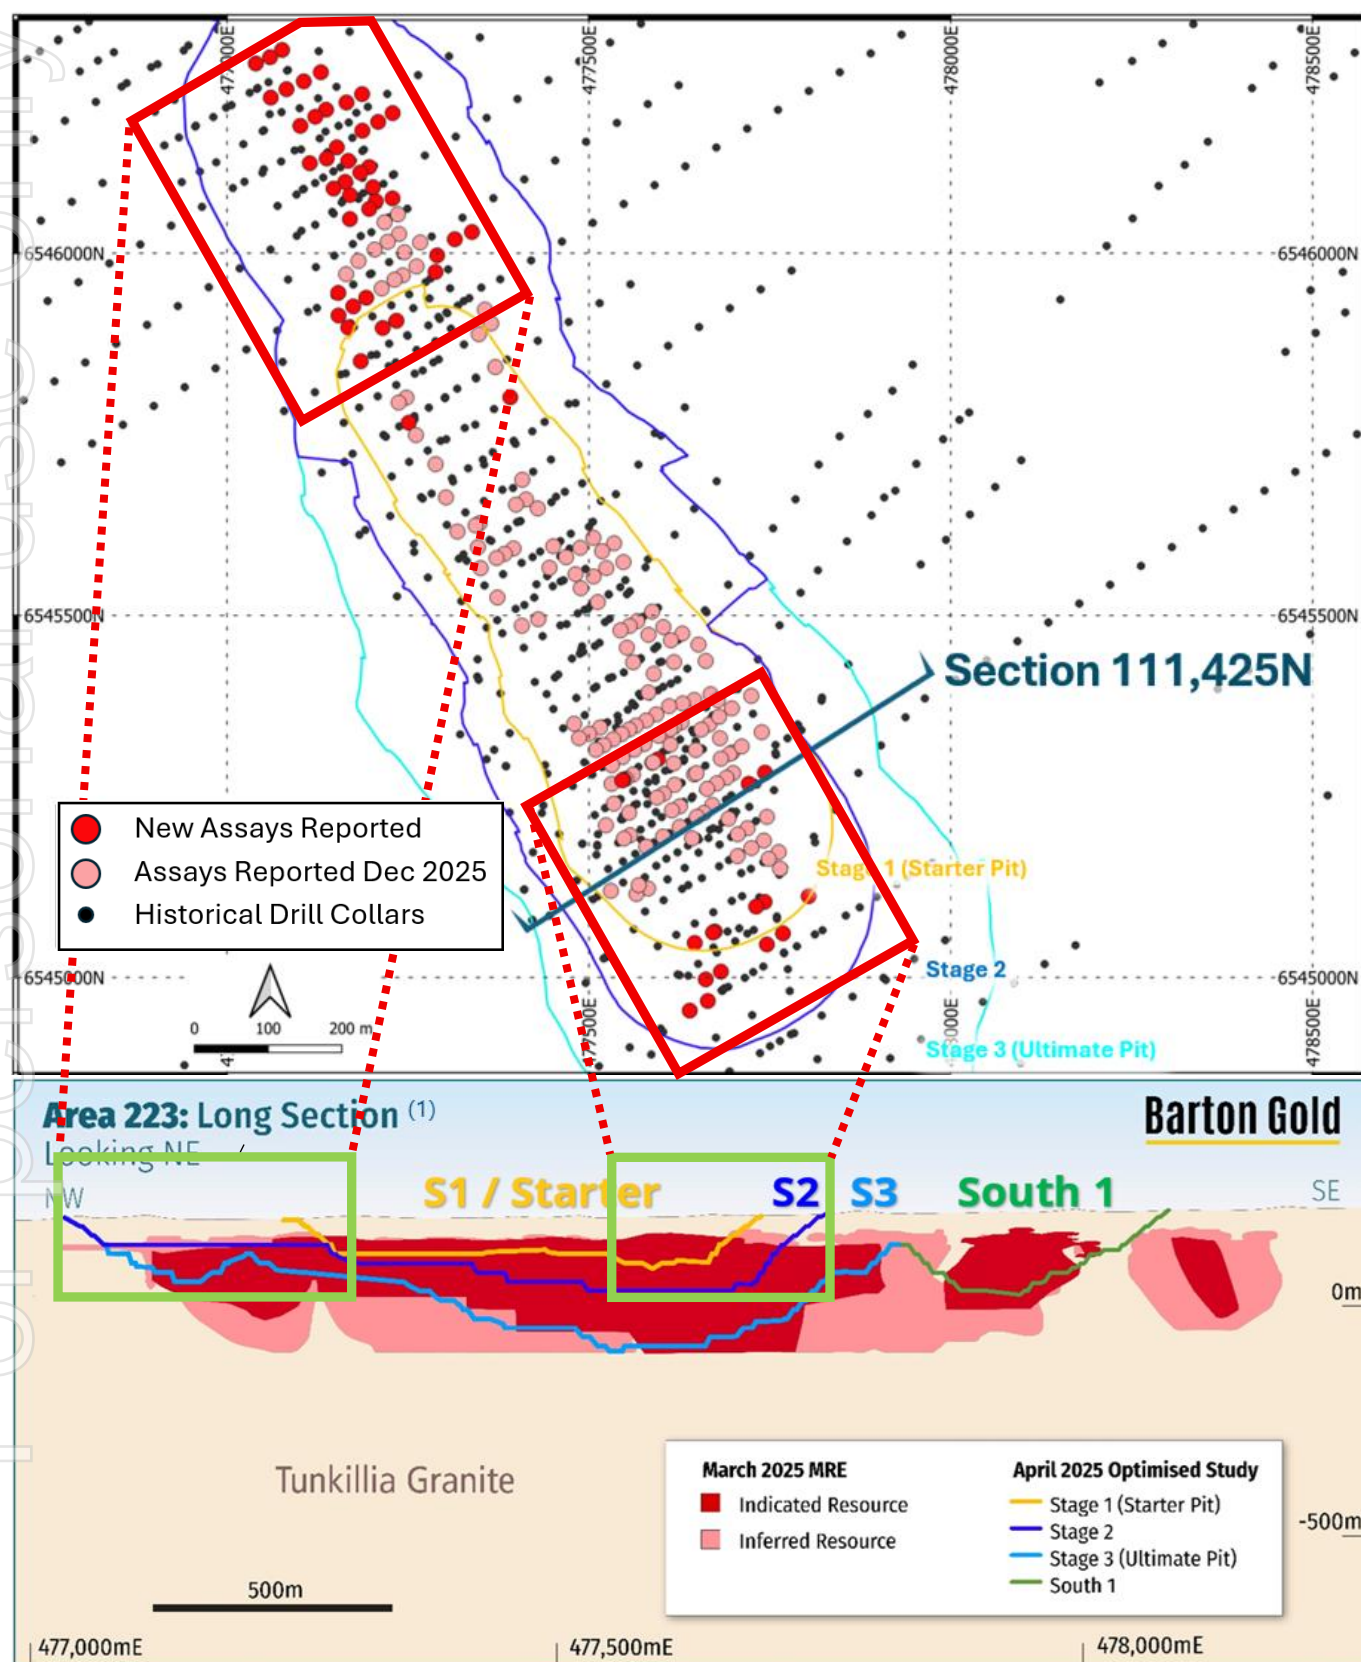 477500E
478000E
478500E
6546000N
6546000N
6545500N
6545500N
Section 111,425N
New Assays Reported
Assays Reported Dec 2025
Historical Drill Collars
Stage 1 (Starter Pit)
Stage 2
Stage 3 (Ultimate Pit)
6545000N
6545000N
0 100 200 m
478500E
Area 223: Long Section (1)
Looking NE
Barton Gold
NW
S1 / Starter
S2
S3
South 1
SE
0m
Tunkillia Granite
-500m
March 2025 MRE
Indicated Resource
Inferred Resource
April 2025 Optimised Study
Stage 1 (Starter Pit)
Stage 2
Stage 3 (Ultimate Pit)
South 1
500m
477,000mE
477,500mE
478,000mE